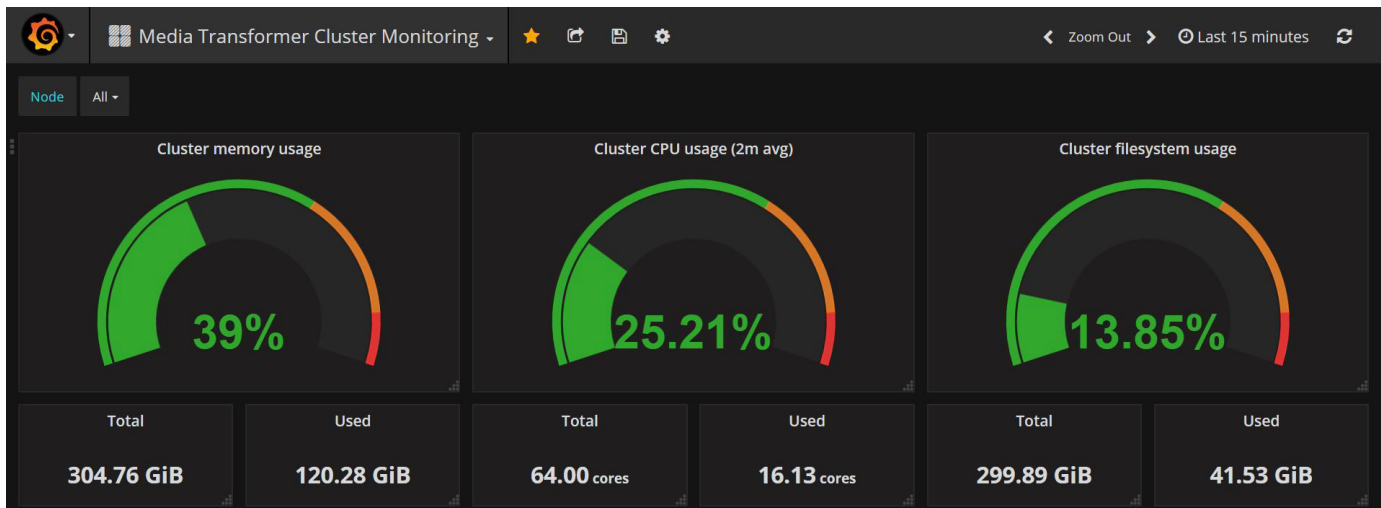 Media Transformer Cluster Monitoring
Zoom Out
Last 15 minutes
Node
All
Cluster memory usage
39%
Cluster CPU usage (2m avg)
25.21%
Cluster filesystem usage
13.85%
Total
304.76 GiB
Used
120.28 GiB
Total
64.00 cores
Used
16.13 cores
Total
299.89 GiB
Used
41.53 GiB